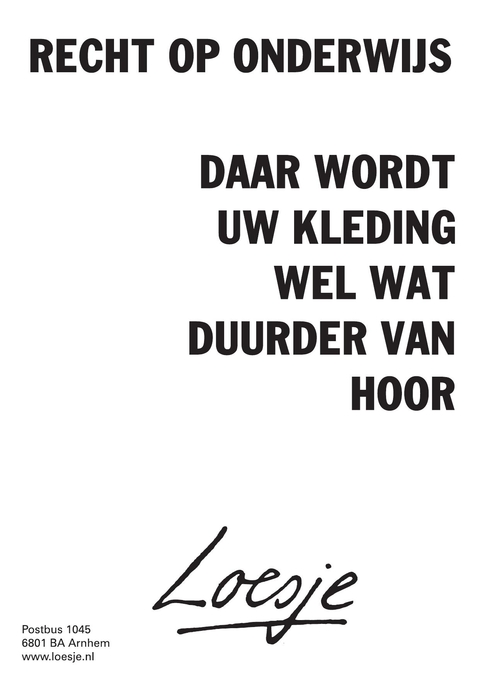 RECHT OP ONDERWIJS
DAAR WORDT
UW KLEDING
WEL WAT
DUURDER VAN
HOOR
Loesje
Postbus 1045
6801 BA Arnhem
www.loesje.nl